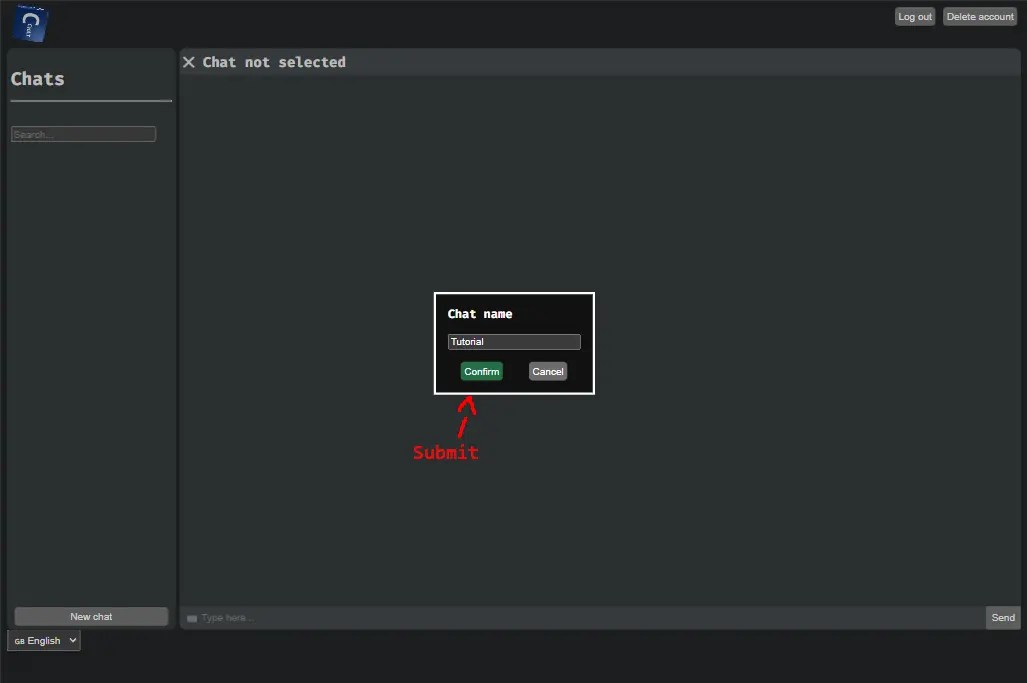 Log out
Delete account
Chats
Chat not selected
Search...
Chat name
Tutorial
Confirm
Cancel
Submit
New chat
Type here...
Send
GB English